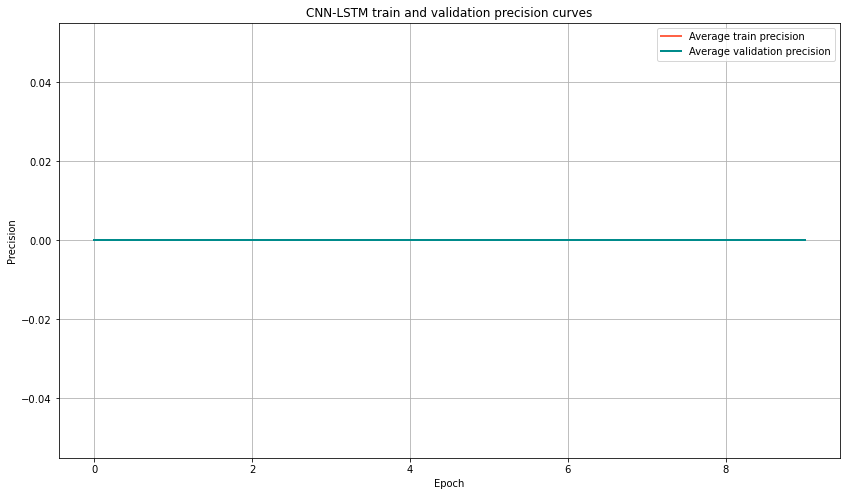 CNN-LSTM train and validation precision curves
Average train precision
Average validation precision
0.04
0.02
0.00
−0.02
−0.04
Precision
0 2 4 6 8
Epoch